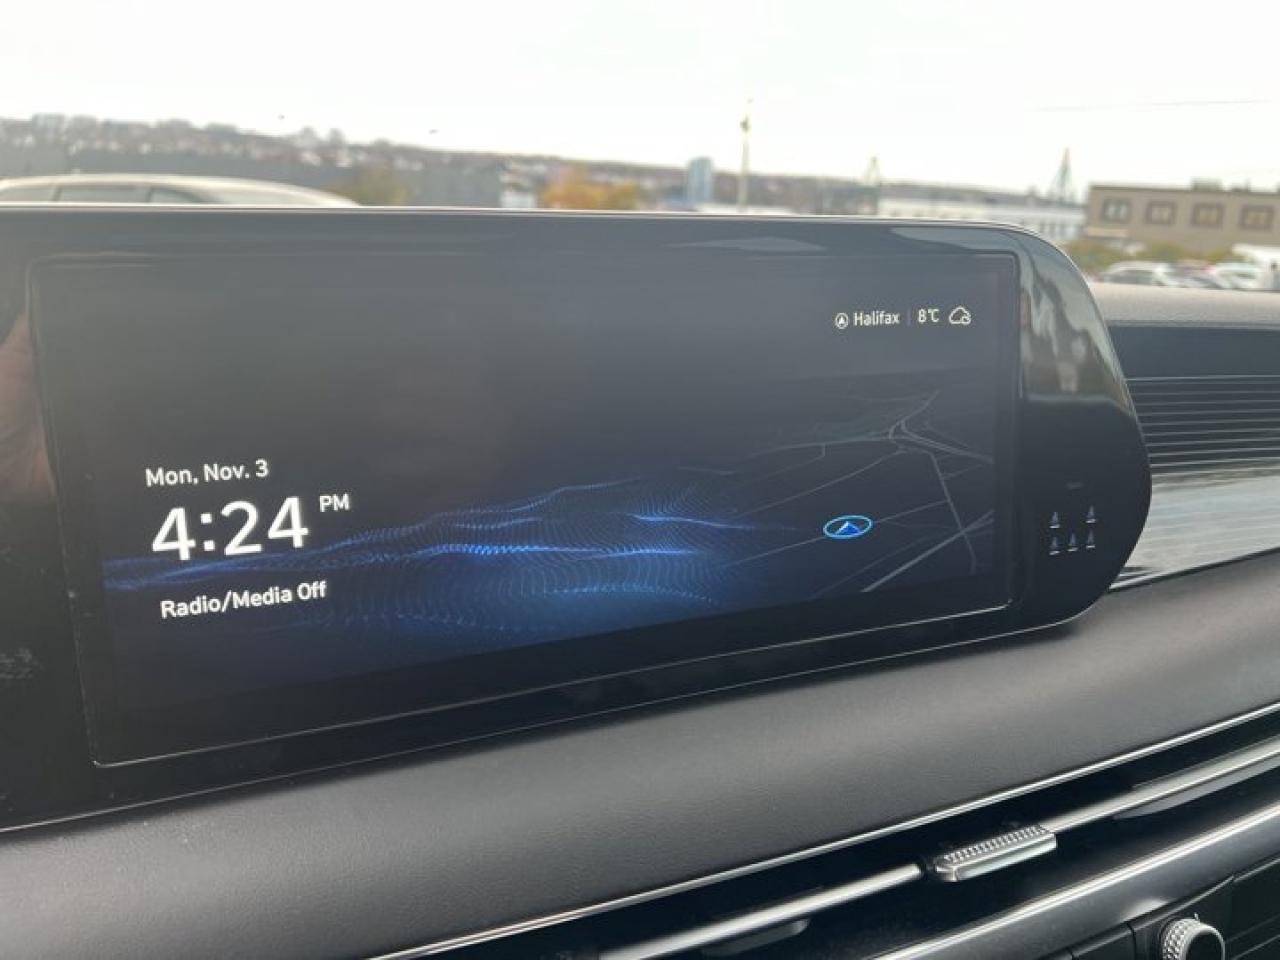 Halifax | 8°C
Mon, Nov. 3
4:24 PM
Radio/Media Off